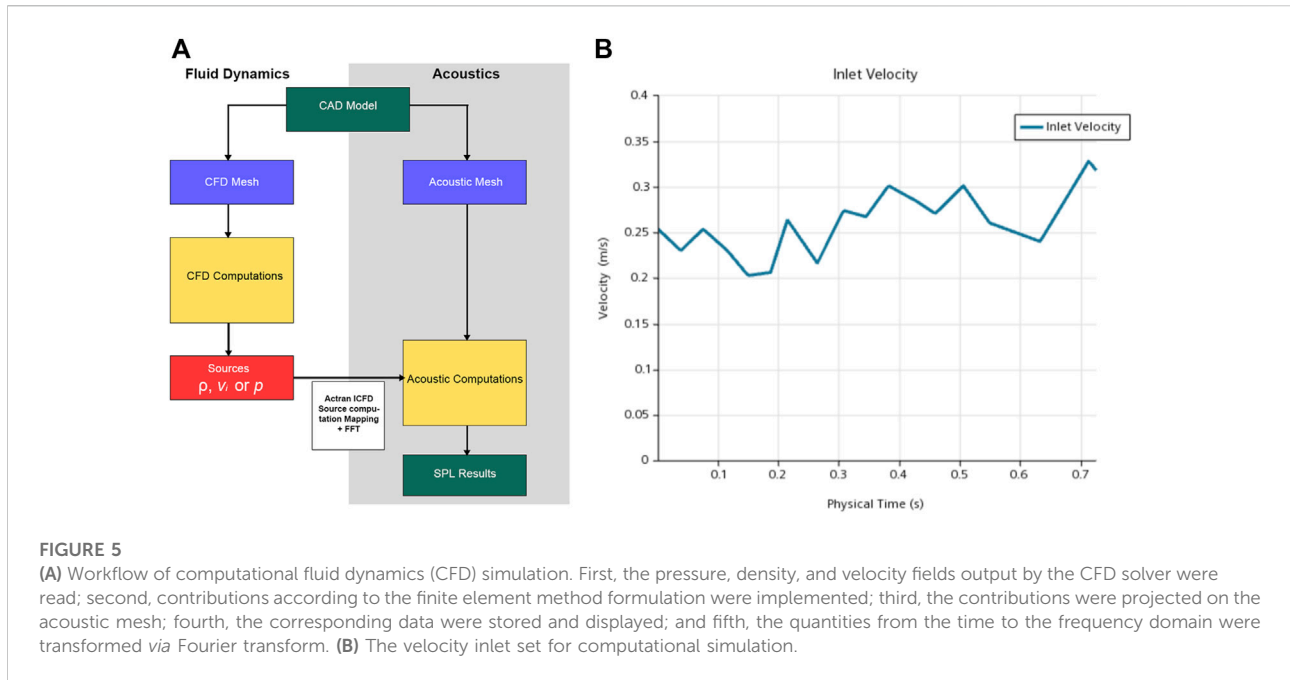 A
Fluid Dynamics
Acoustics
CAD Model
CFD Mesh
Acoustic Mesh
CFD Computations
Sources
ρ, vᵢ or p
Actran ICFD
Source compu-
tation Mapping
+ FFT
Acoustic Computations
SPL Results
B
Inlet Velocity
Inlet Velocity
Velocity (m/s)
0.4
0.35
0.3
0.25
0.2
0.15
0.1
0.05
0
0.1 0.2 0.3 0.4 0.5 0.6 0.7
Physical Time (s)
FIGURE 5
(A) Workflow of computational fluid dynamics (CFD) simulation. First, the pressure, density, and velocity fields output by the CFD solver were
read; second, contributions according to the finite element method formulation were implemented; third, the contributions were projected on the
acoustic mesh; fourth, the corresponding data were stored and displayed; and fifth, the quantities from the time to the frequency domain were
transformed via Fourier transform. (B) The velocity inlet set for computational simulation.